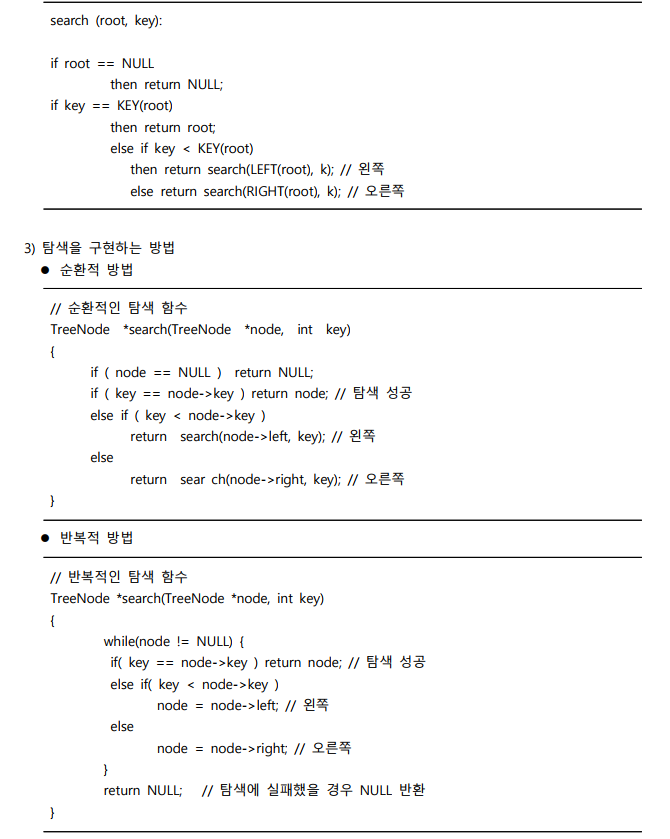 search (root, key):
if root == NULL
then return NULL;
if key == KEY(root)
then return root;
else if key < KEY(root)
then return search(LEFT(root), k); // 왼쪽
else return search(RIGHT(root), k); // 오른쪽
3) 탐색을 구현하는 방법
● 순환적 방법
// 순환적인 탐색 함수
TreeNode *search(TreeNode *node, int key)
{
if ( node == NULL ) return NULL;
if ( key == node->key ) return node; // 탐색 성공
else if ( key < node->key )
return search(node->left, key); // 왼쪽
else
return sear ch(node->right, key); // 오른쪽
}
● 반복적 방법
// 반복적인 탐색 함수
TreeNode *search(TreeNode *node, int key)
{
while(node != NULL) {
if( key == node->key ) return node; // 탐색 성공
else if( key < node->key )
node = node->left; // 왼쪽
else
node = node->right; // 오른쪽
}
return NULL; // 탐색에 실패했을 경우 NULL 반환
}